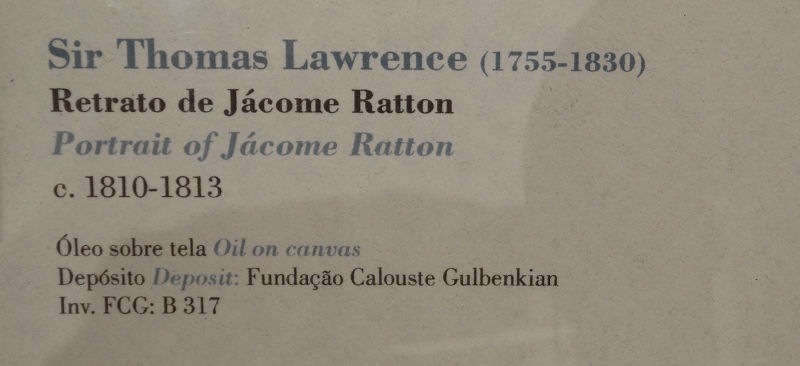 Sir Thomas Lawrence (1755-1830)
Retrato de Jácome Ratton
Portrait of Jácome Ratton
c. 1810-1813
Óleo sobre tela Oil on canvas
Depósito Deposit: Fundação Calouste Gulbenkian
Inv. FCG: B 317